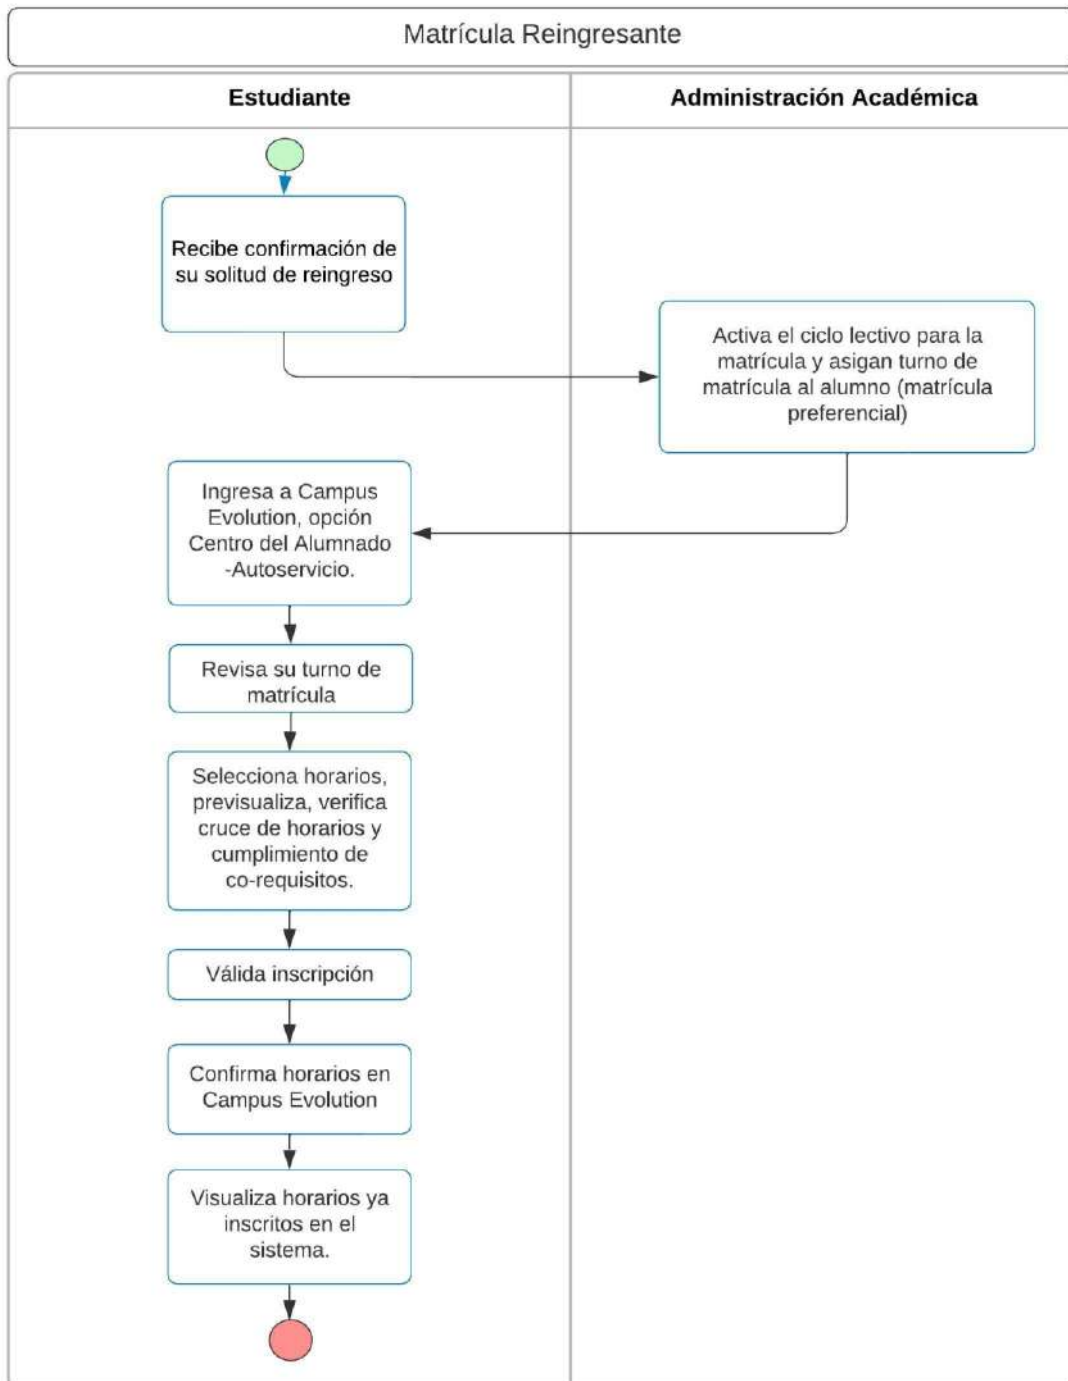 Matrícula Reingresante
Estudiante
Administración Académica
Recibe confirmación de
su solitud de reingreso
Activa el ciclo lectivo para la
matrícula y asigan turno de
matrícula al alumno (matrícula
preferencial)
Ingresa a Campus
Evolution, opción
Centro del Alumnado
-Autoservicio.
Revisa su turno de
matrícula
Selecciona horarios,
previsualiza, verifica
cruce de horarios y
cumplimiento de
co-requisitos.
Válida inscripción
Confirma horarios en
Campus Evolution
Visualiza horarios ya
inscritos en el
sistema.